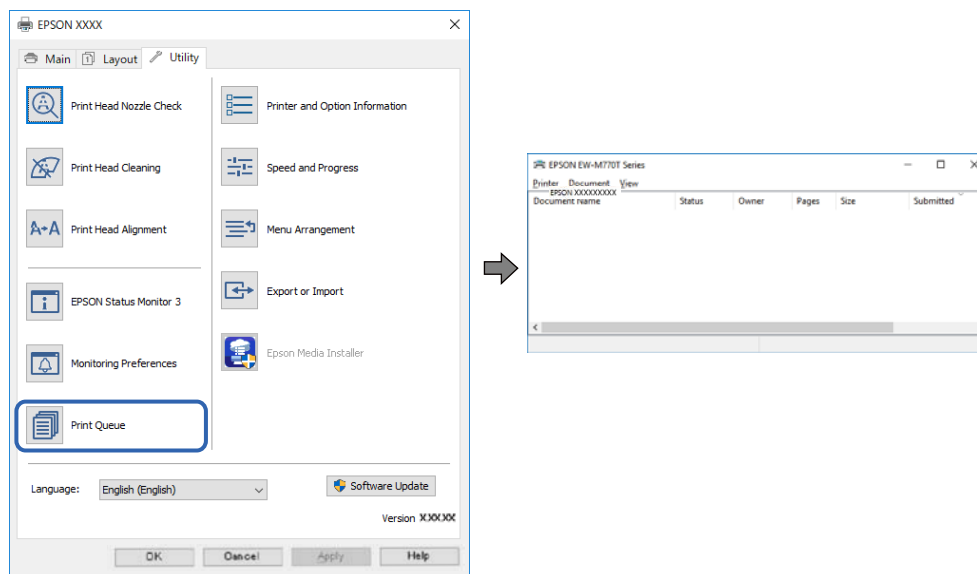 EPSON XXXX
Main
Layout
Utility
Print Head Nozzle Check
Print Head Cleaning
Print Head Alignment
EPSON Status Monitor 3
Monitoring Preferences
Print Queue
Printer and Option Information
Speed and Progress
Menu Arrangement
Export or Import
Epson Media Installer
Language: English (English)
Software Update
Version X.XX.XX
OK Cancel Apply Help
EPSON EW-M770T Series
Printer Document View
EPSON XXXXXXXXX
Document Name Status Owner Pages Size Submitted